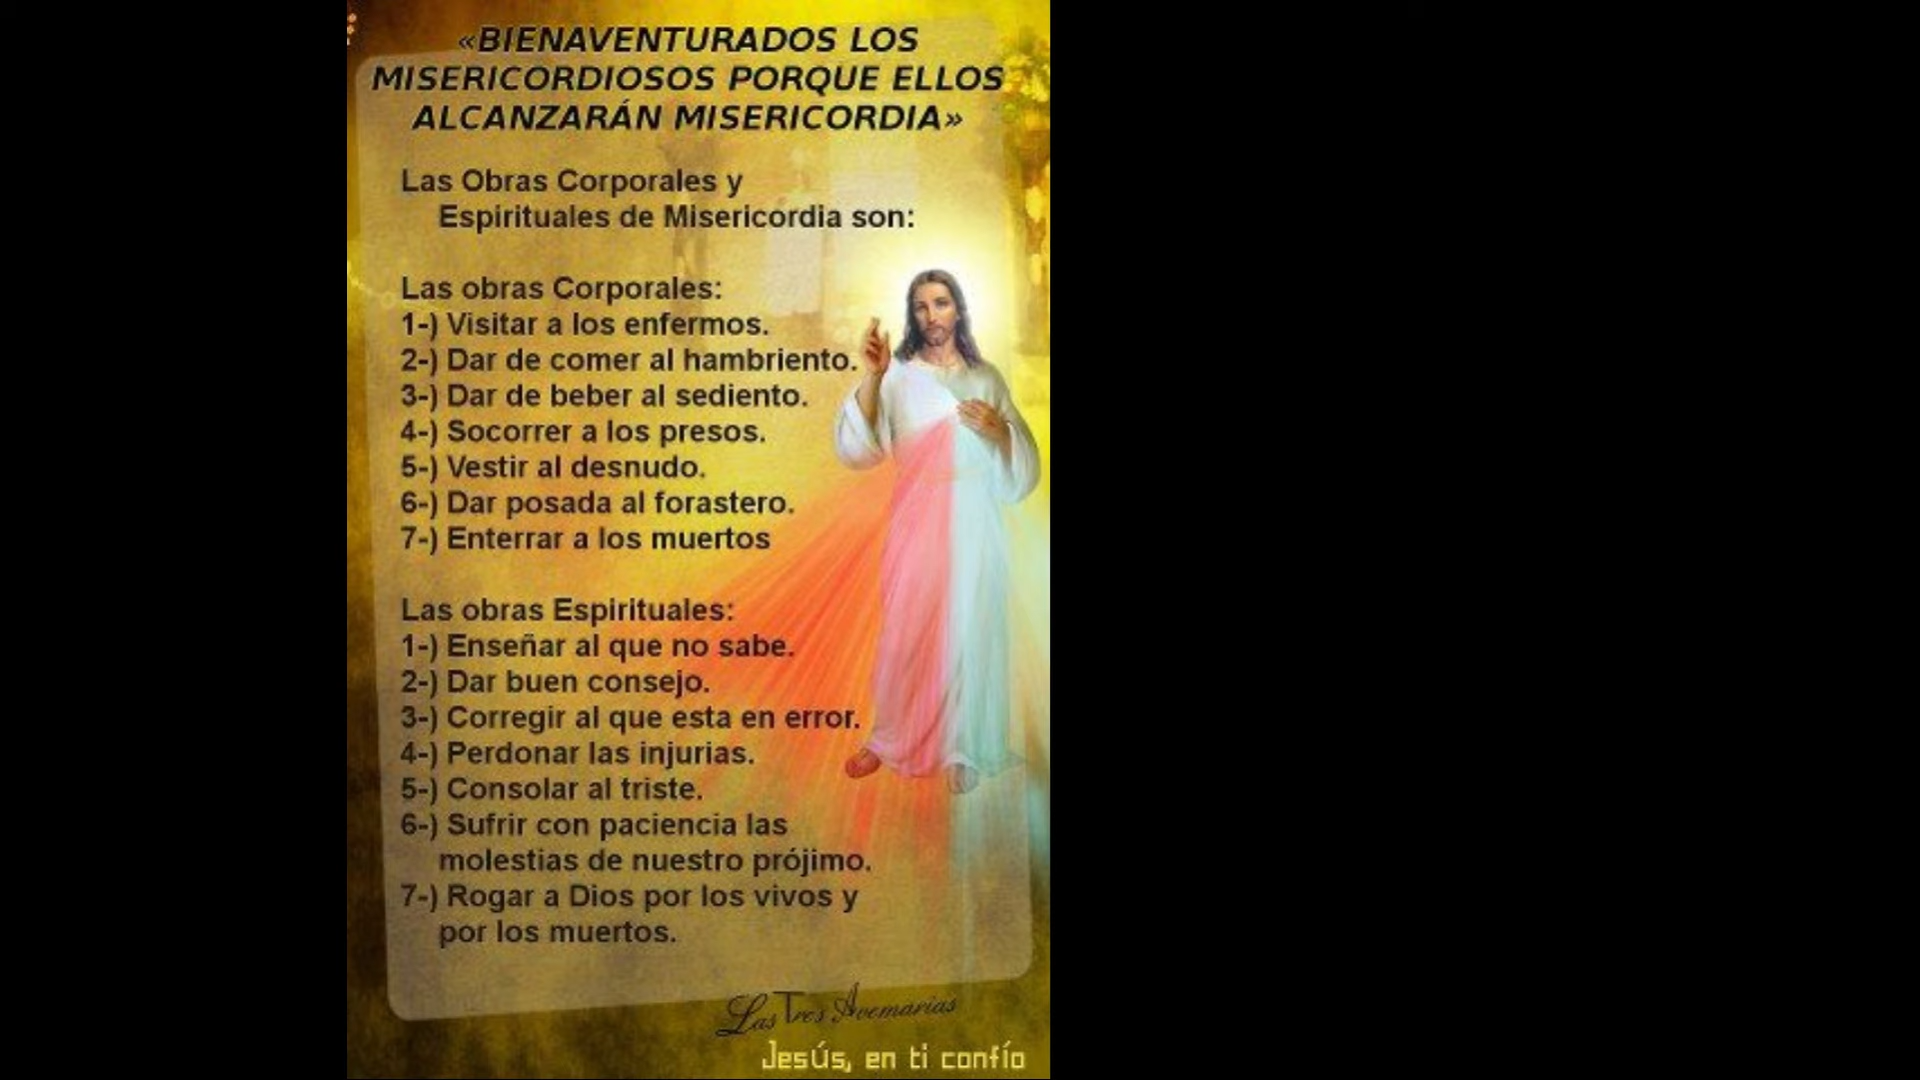 «BIENAVENTURADOS LOS
MISERICORDIOSOS PORQUE ELLOS
ALCANZARÁN MISERICORDIA»
Las Obras Corporales y
Espirituales de Misericordia son:
Las obras Corporales:
1-) Visitar a los enfermos.
2-) Dar de comer al hambriento.
3-) Dar de beber al sediento.
4-) Socorrer a los presos.
5-) Vestir al desnudo.
6-) Dar posada al forastero.
7-) Enterrar a los muertos
Las obras Espirituales:
1-) Enseñar al que no sabe.
2-) Dar buen consejo.
3-) Corregir al que esta en error.
4-) Perdonar las injurias.
5-) Consolar al triste.
6-) Sufrir con paciencia las
molestias de nuestro prójimo.
7-) Rogar a Dios por los vivos y
por los muertos.
Las Tres Avemarías
Jesús, en ti confío